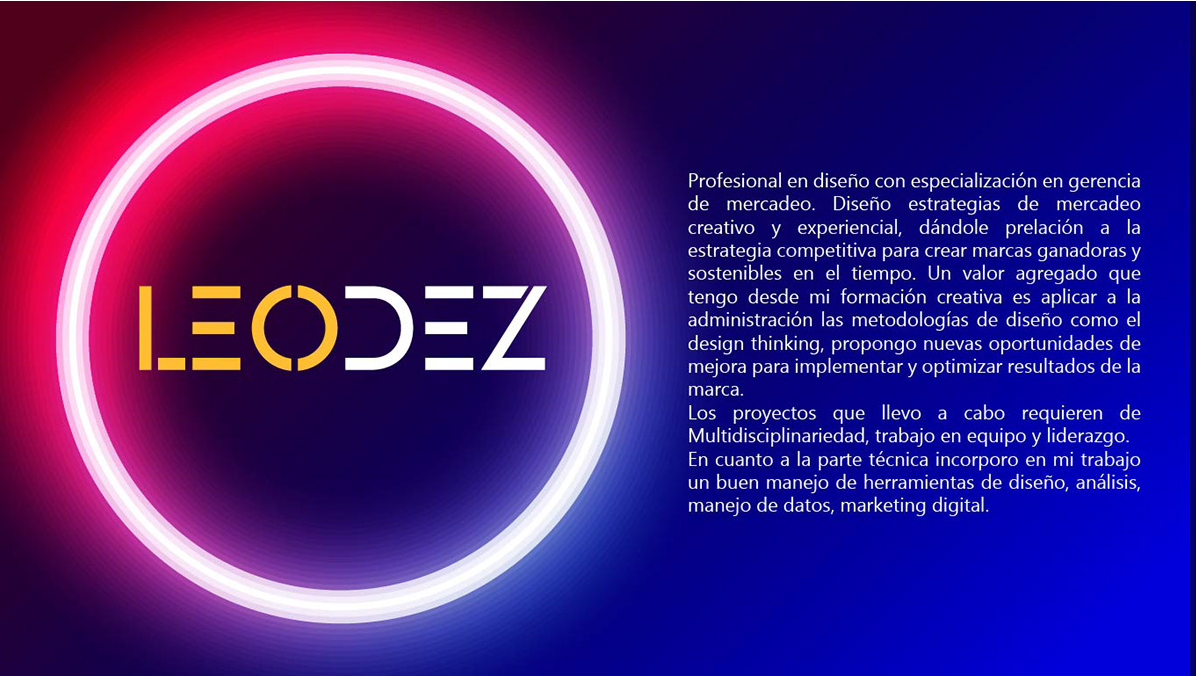 LEODEZ
Profesional en diseño con especialización en gerencia
de mercadeo. Diseño estrategias de mercadeo
creativo y experiencial, dándole prelación a la
estrategia competitiva para crear marcas ganadoras y
sostenibles en el tiempo. Un valor agregado que
tengo desde mi formación creativa es aplicar a la
administración las metodologías de diseño como el
design thinking, propongo nuevas oportunidades de
mejora para implementar y optimizar resultados de la
marca.
Los proyectos que llevo a cabo requieren de
Multidisciplinariedad, trabajo en equipo y liderazgo.
En cuanto a la parte técnica incorporo en mi trabajo
un buen manejo de herramientas de diseño, análisis,
manejo de datos, marketing digital.